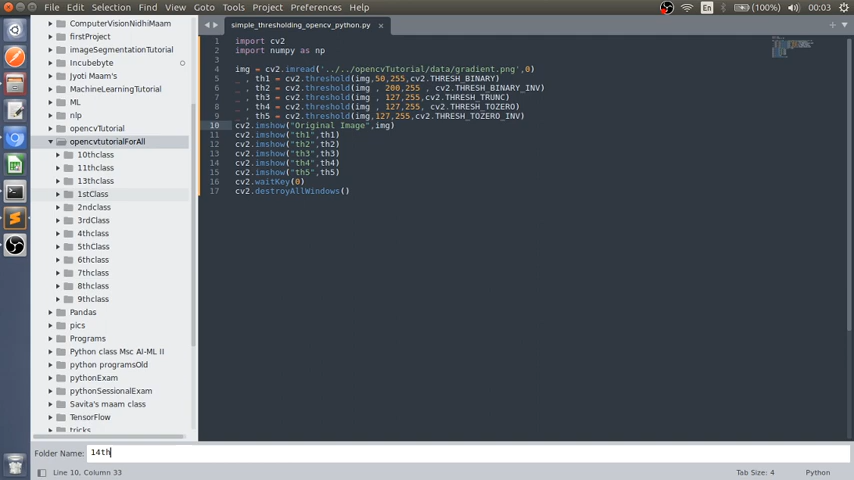 File Edit Selection Find View Goto Tools Project Preferences Help
En (100%) 00:03
ComputerVisionNidhiMaam
firstProject
imageSegmentationTutorial
Incubebyte
Jyoti Maam's
MachineLearningTutorial
ML
nlp
opencvTutorial
opencvtutorialForAll
10thclass
11thclass
13thclass
1stClass
2ndclass
3rdClass
4thclass
5thClass
6thclass
7thclass
8thclass
9thclass
Pandas
pics
Programs
Python class Msc AI-ML II
python programsOld
pythonExam
pythonSessionalExam
Savita's maam class
TensorFlow
tricks
simple_thresholding_opencv_python.py ×
1 import cv2
2 import numpy as np
3
4 img = cv2.imread('../../opencvTutorial/data/gradient.png',0)
5 _ , th1 = cv2.threshold(img,50,255,cv2.THRESH_BINARY)
6 _ , th2 = cv2.threshold(img , 200,255 , cv2.THRESH_BINARY_INV)
7 _ , th3 = cv2.threshold(img , 127,255,cv2.THRESH_TRUNC)
8 _ , th4 = cv2.threshold(img , 127,255, cv2.THRESH_TOZERO)
9 _ , th5 = cv2.threshold(img,127,255,cv2.THRESH_TOZERO_INV)
10 cv2.imshow("Original Image",img)
11 cv2.imshow("th1",th1)
12 cv2.imshow("th2",th2)
13 cv2.imshow("th3",th3)
14 cv2.imshow("th4",th4)
15 cv2.imshow("th5",th5)
16 cv2.waitKey(0)
17 cv2.destroyAllWindows()
Folder Name: 14th
Line 10, Column 33 Tab Size: 4 Python